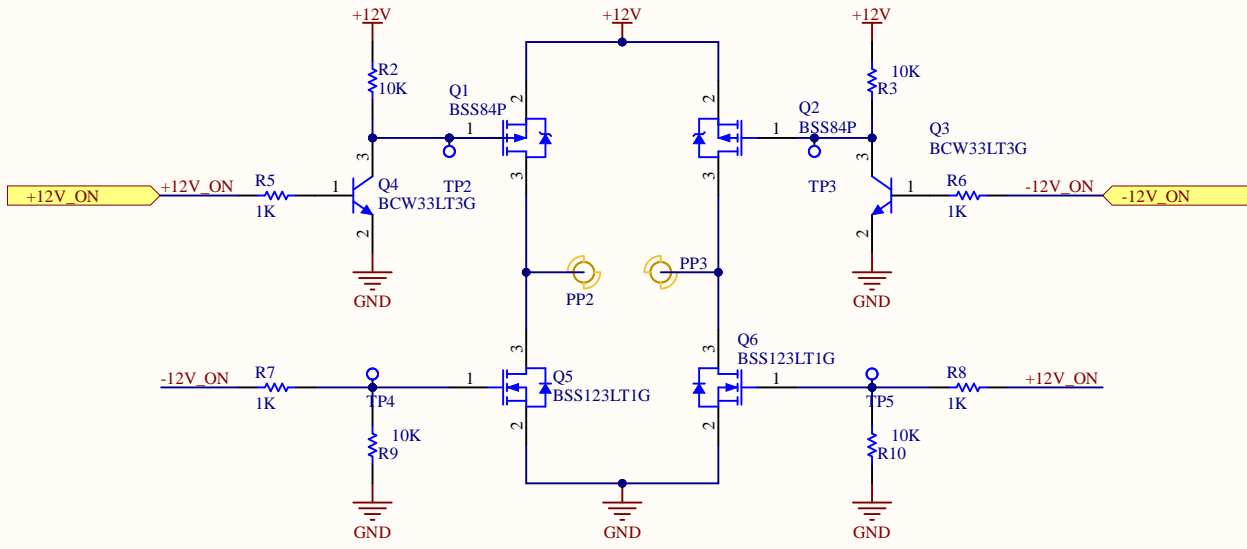 +12V
+12V
+12V
R2
10K
10K
R3
Q1
BSS84P
2
2
Q2
BSS84P
1
1
Q3
BCW33LT3G
3
3
TP2
TP3
3
3
+12V_ON
+12V_ON
R5
1K
1
Q4
BCW33LT3G
1
R6
1K
-12V_ON
-12V_ON
2
2
GND
GND
PP2
PP3
3
3
Q6
BSS123LT1G
-12V_ON
R7
1K
TP4
1
Q5
BSS123LT1G
1
TP5
R8
1K
+12V_ON
2
2
10K
R9
10K
R10
GND
GND
GND